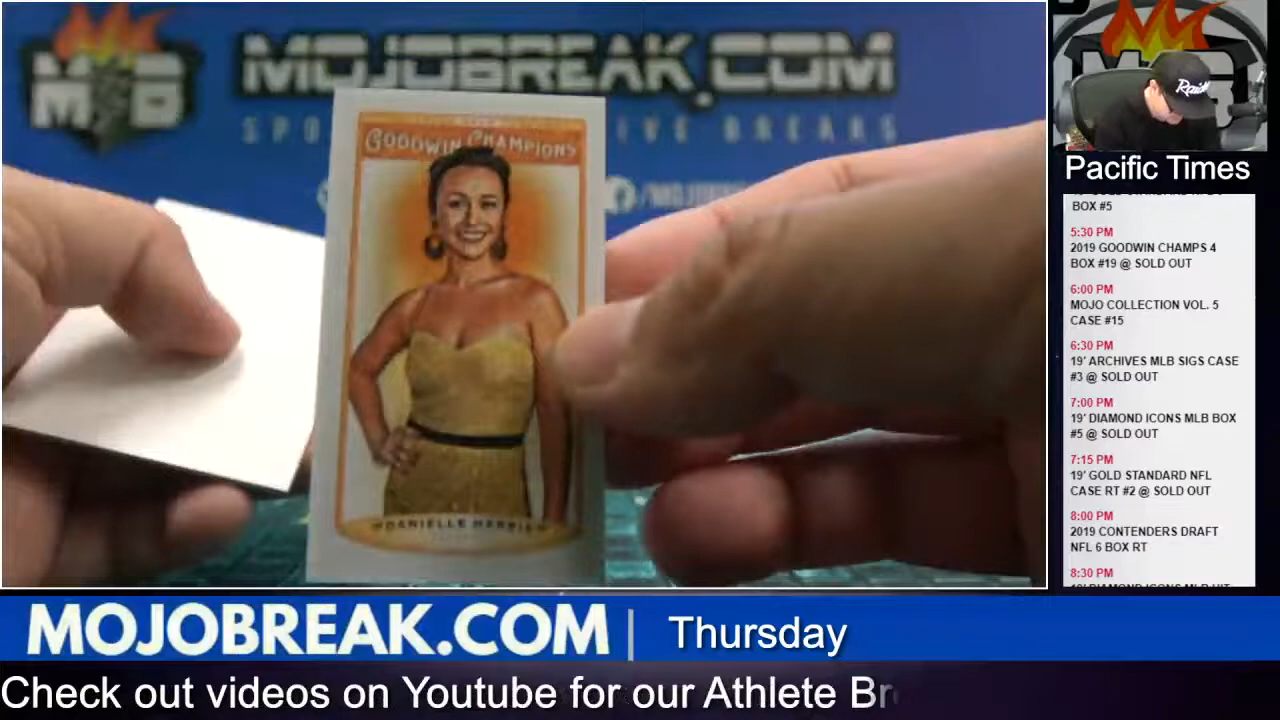 MOJOBREAK.COM
M B
GOODWIN CHAMPIONS
DANIELLE
/MOJOBREAK
Pacific Times
BOX #5
5:30 PM
2019 GOODWIN CHAMPS 4
BOX #19 @ SOLD OUT
6:00 PM
MOJO COLLECTION VOL. 5
CASE #15
6:30 PM
19' ARCHIVES MLB SIGS CASE
#3 @ SOLD OUT
7:00 PM
19' DIAMOND ICONS MLB BOX
#5 @ SOLD OUT
7:15 PM
19' GOLD STANDARD NFL
CASE RT #2 @ SOLD OUT
8:00 PM
2019 CONTENDERS DRAFT
NFL 6 BOX RT
8:30 PM
MOJOBREAK.COM | Thursday
Check out videos on Youtube for our Athlete Br